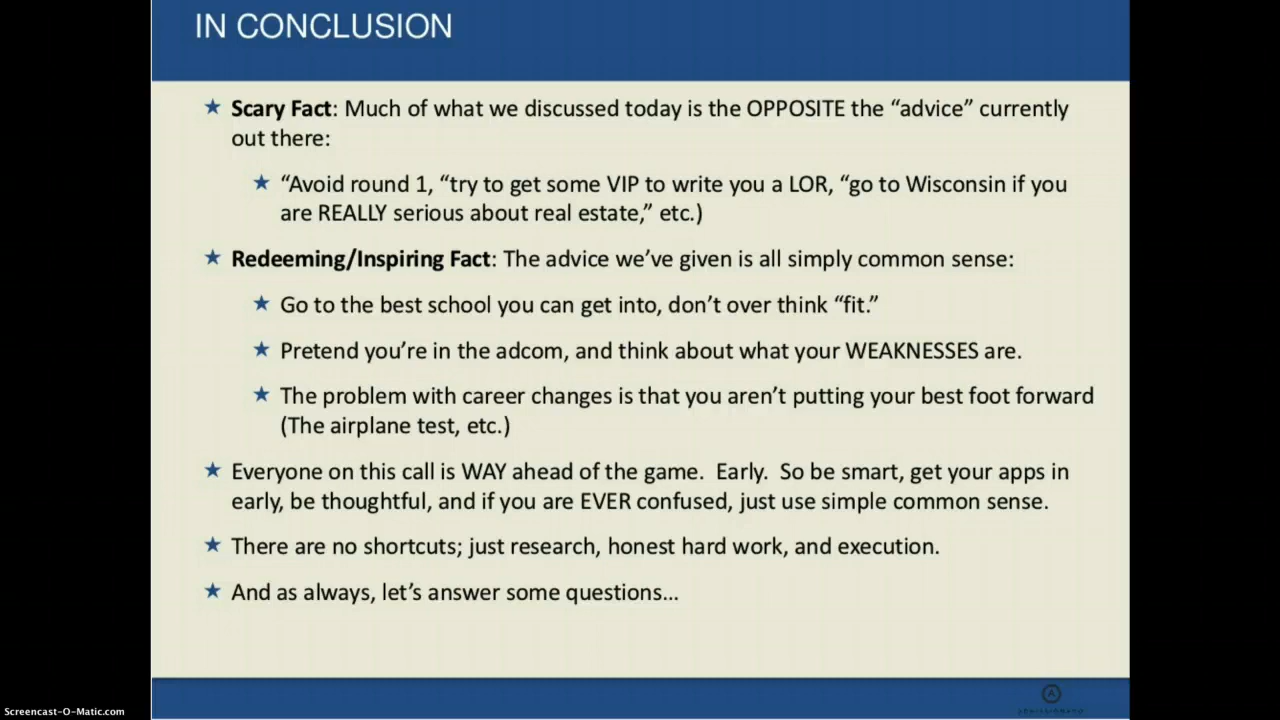 IN CONCLUSION
★ Scary Fact: Much of what we discussed today is the OPPOSITE the “advice” currently
out there:
★ “Avoid round 1, “try to get some VIP to write you a LOR, “go to Wisconsin if you
are REALLY serious about real estate,” etc.)
★ Redeeming/Inspiring Fact: The advice we’ve given is all simply common sense:
★ Go to the best school you can get into, don’t over think “fit.”
★ Pretend you’re in the adcom, and think about what your WEAKNESSES are.
★ The problem with career changes is that you aren’t putting your best foot forward
(The airplane test, etc.)
★ Everyone on this call is WAY ahead of the game.  Early.  So be smart, get your apps in
early, be thoughtful, and if you are EVER confused, just use simple common sense.
★ There are no shortcuts; just research, honest hard work, and execution.
★ And as always, let’s answer some questions…
A
Screencast-O-Matic.com